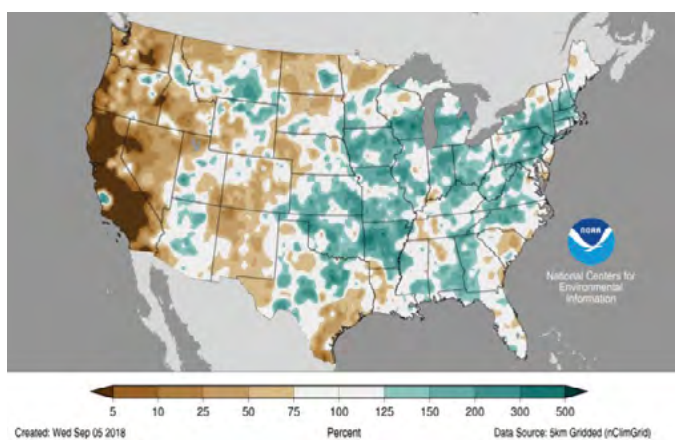 NOAA
National Centers for
Environmental
Information
5 10 25 50 75 100 125 150 200 300 500
Created: Wed Sep 05 2018 Percent Data Source: 5km Gridded (nClimGrid)